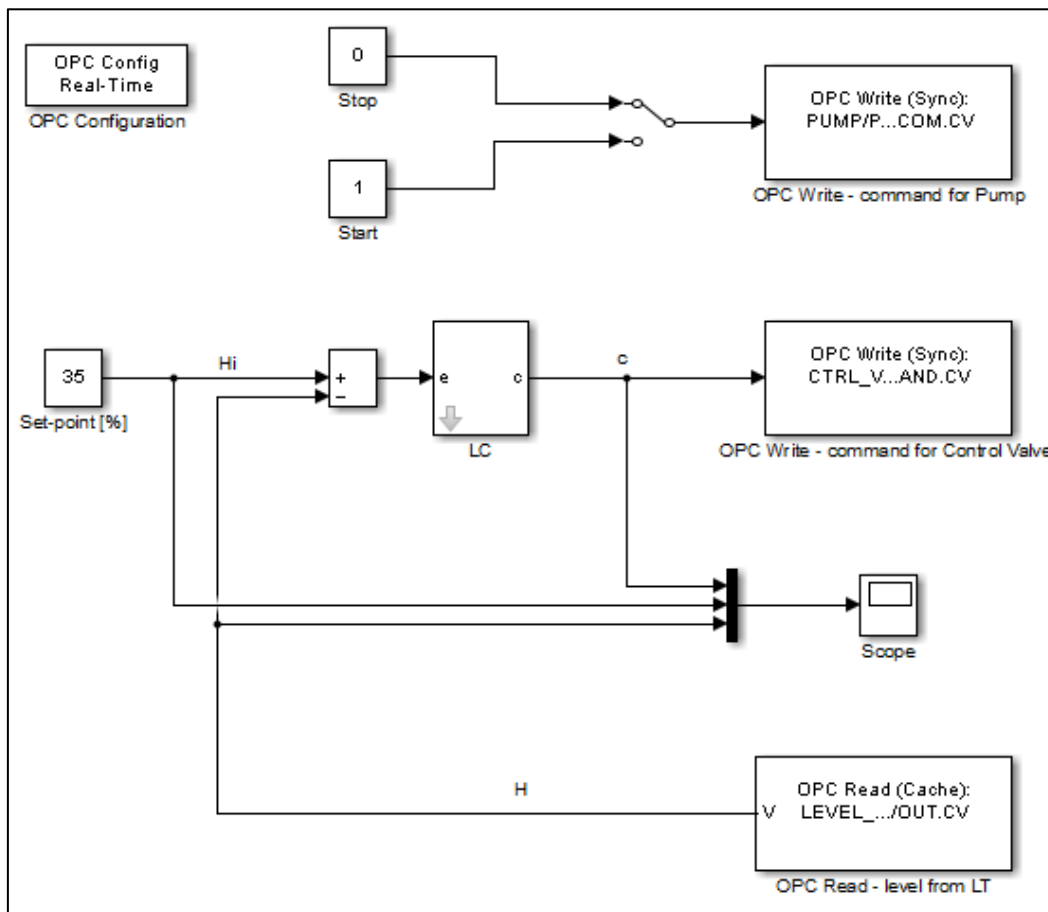 OPC Config
Real-Time
OPC Configuration
0
Stop
1
Start
OPC Write (Sync):
PUMP/P...COM.CV
OPC Write - command for Pump
35
Set-point [%]
Hi
+
−
e
c
LC
c
OPC Write (Sync):
CTRL_V...AND.CV
OPC Write - command for Control Valve
Scope
H
V
OPC Read (Cache):
LEVEL_.../OUT.CV
OPC Read - level from LT